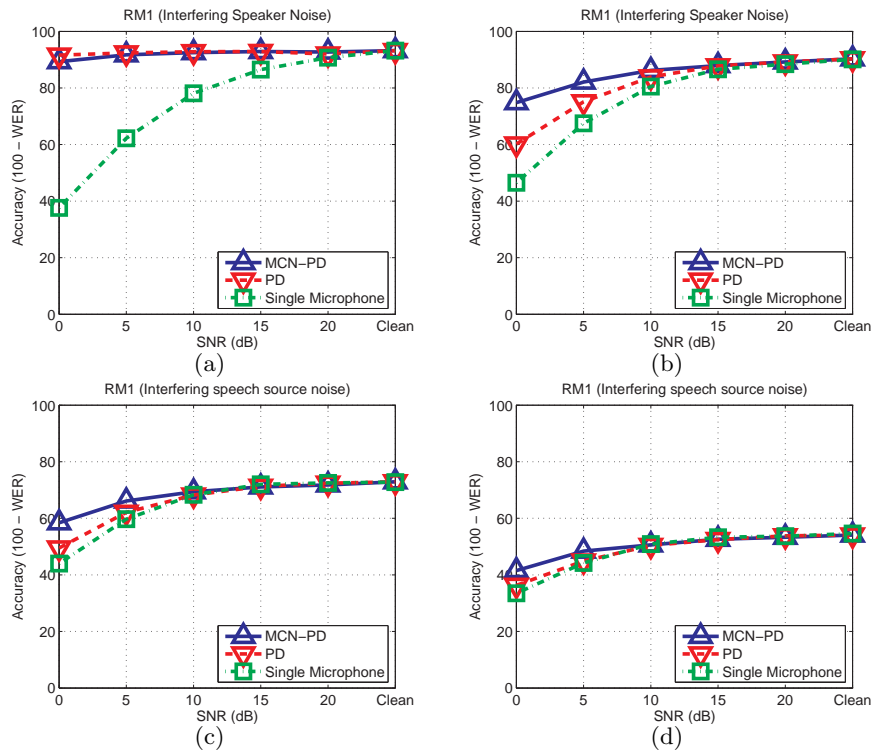 RM1 (Interfering Speaker Noise)
100
80
60
40
20
0
Accuracy (100 − WER)
MCN−PD
PD
Single Microphone
0 5 10 15 20 Clean
SNR (dB)
(a)
RM1 (Interfering Speaker Noise)
100
80
60
40
20
0
Accuracy (100 − WER)
MCN−PD
PD
Single Microphone
0 5 10 15 20 Clean
SNR (dB)
(b)
RM1 (Interfering speech source noise)
100
80
60
40
20
0
Accuracy (100 − WER)
MCN−PD
PD
Single Microphone
0 5 10 15 20 Clean
SNR (dB)
(c)
RM1 (Interfering speech source noise)
100
80
60
40
20
0
Accuracy (100 − WER)
MCN−PD
PD
Single Microphone
0 5 10 15 20 Clean
SNR (dB)
(d)